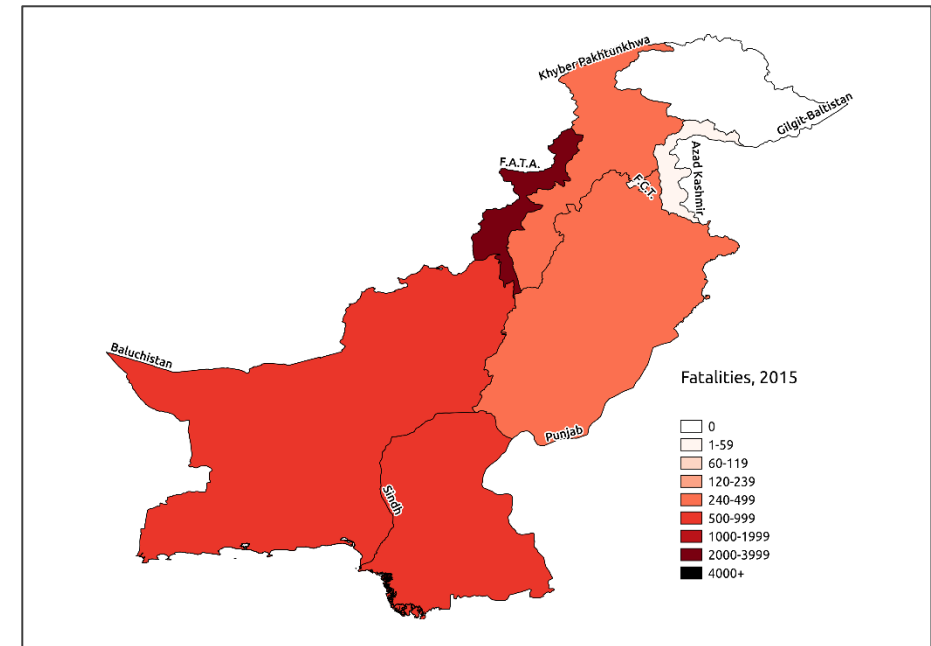 Khyber Pakhtunkhwa
Gilgit-Baltistan
F.A.T.A.
Azad Kashmir
F.C.T.
Baluchistan
Fatalities, 2015
0
1-59
60-119
120-239
240-499
500-999
1000-1999
2000-3999
4000+
Punjab
Sindh